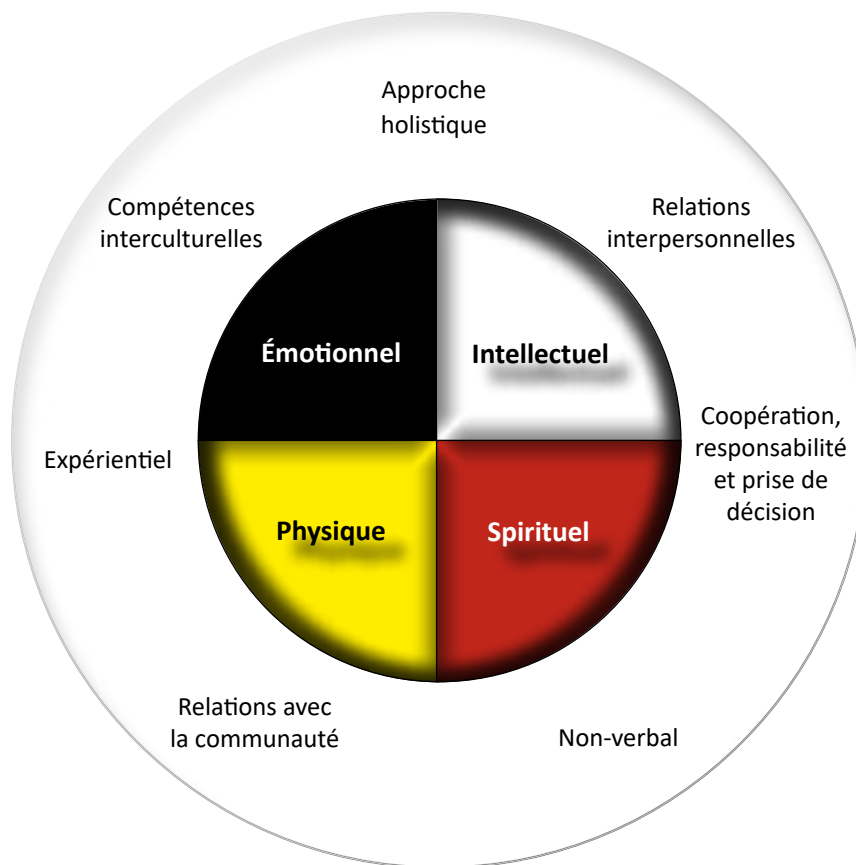 Approche
holistique
Compétences
interculturelles
Relations
interpersonnelles
Émotionnel
Intellectuel
Coopération,
responsabilité
et prise de
décision
Expérientiel
Physique
Spirituel
Relations avec
la communauté
Non-verbal